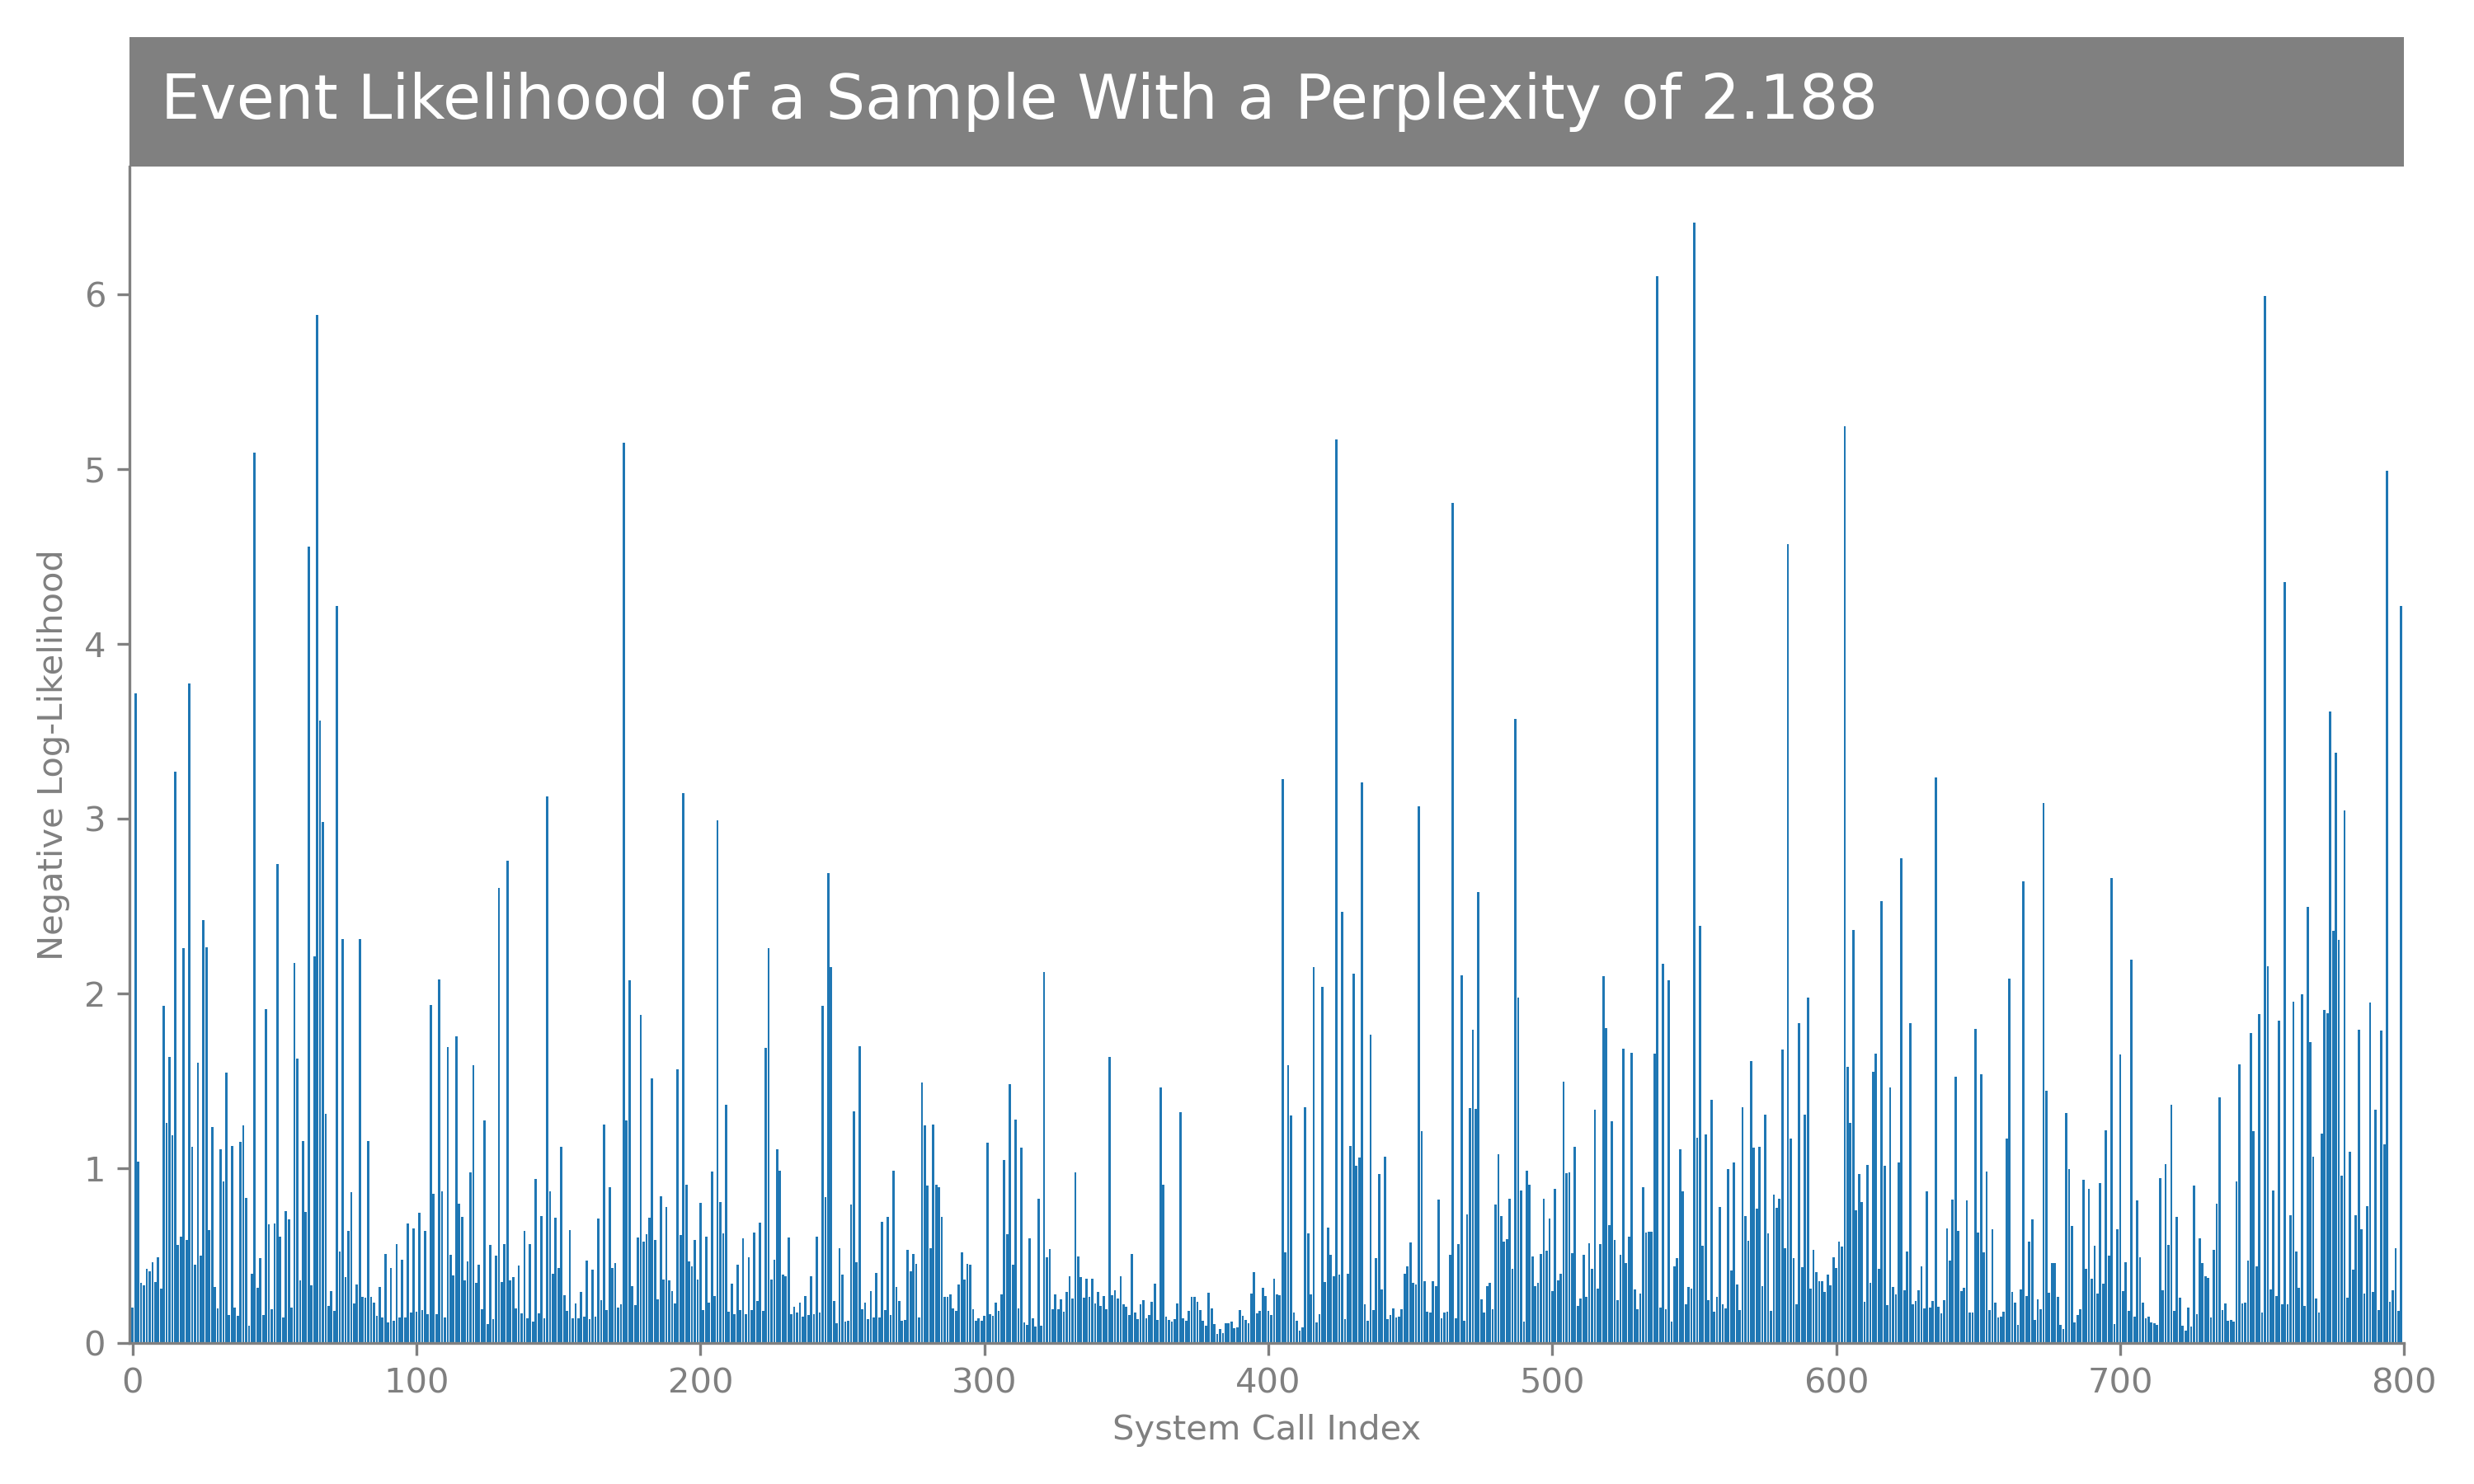 Event Likelihood of a Sample With a Perplexity of 2.188
6
5
4
3
2
1
0
Negative Log-Likelihood
0 100 200 300 400 500 600 700 800
System Call Index